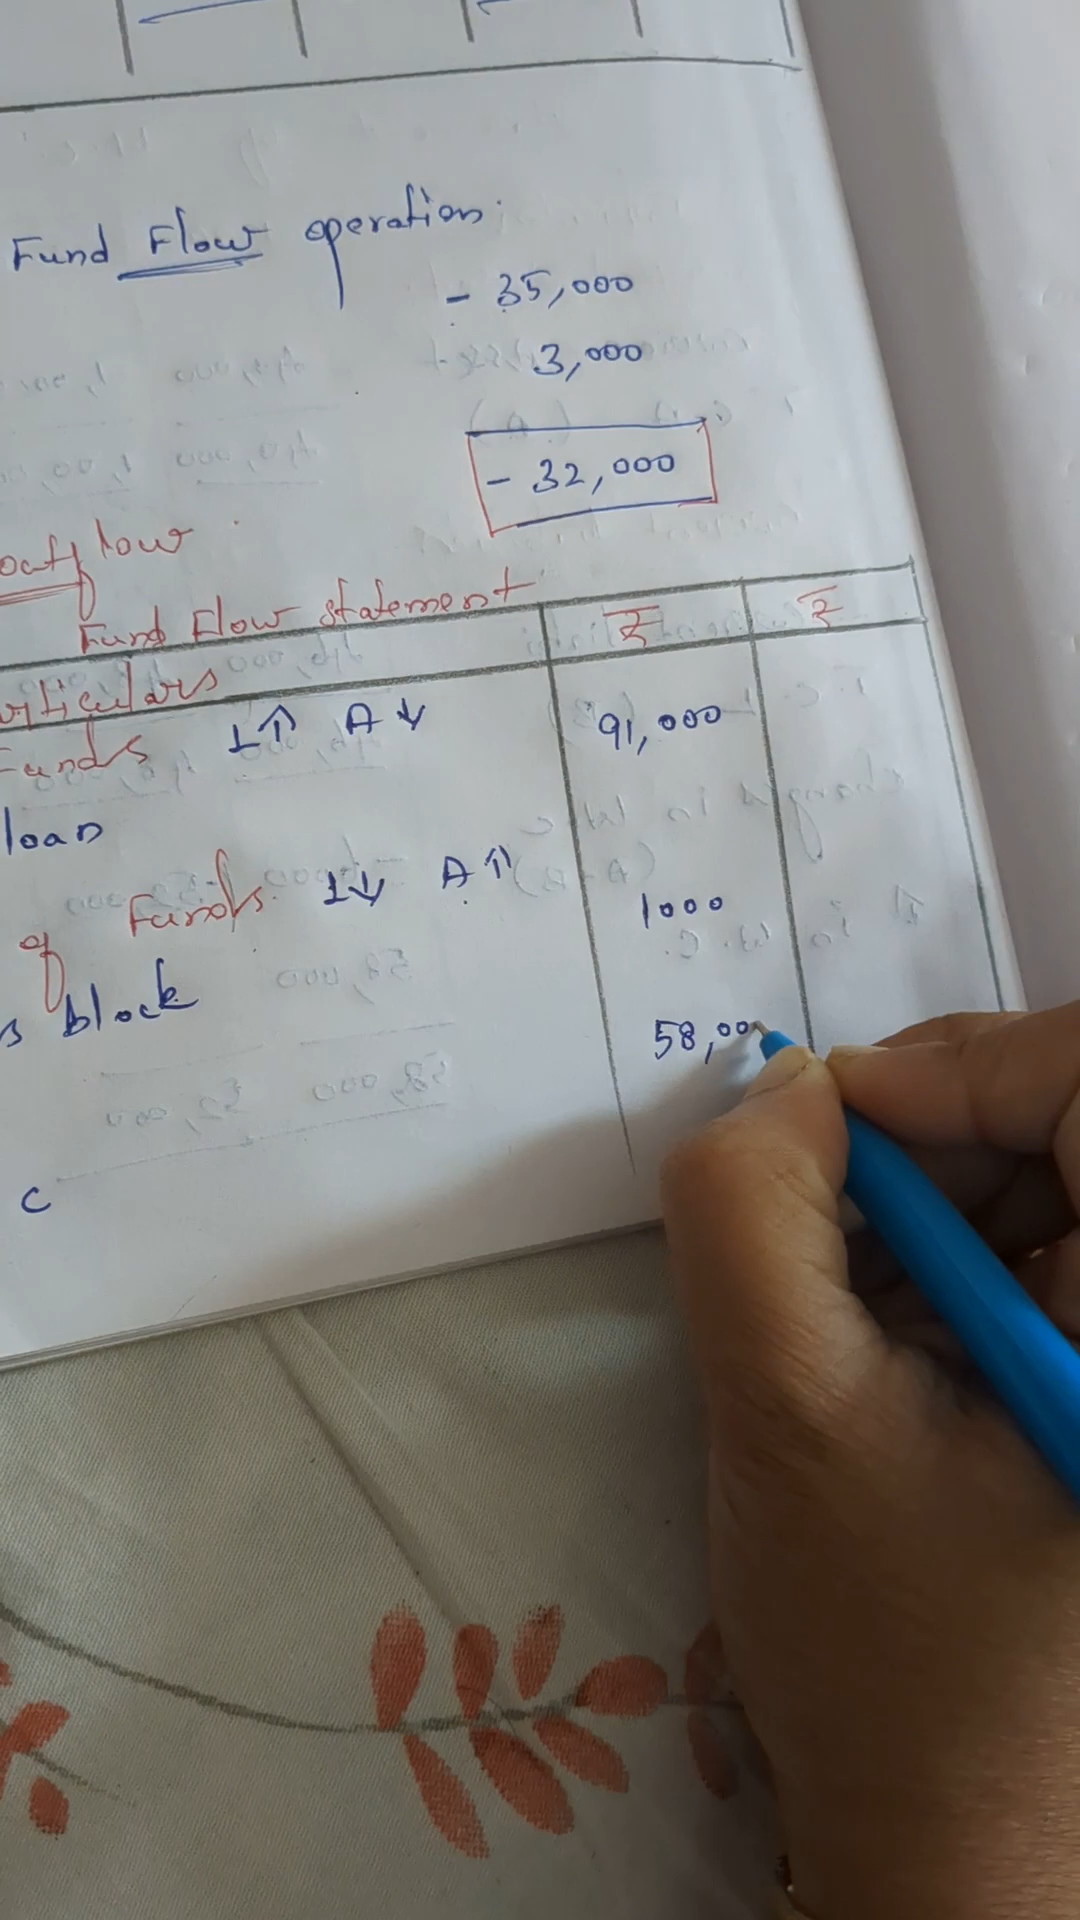 Fund Flow operation.
- 35,000
3,000
- 32,000
outflow
Fund Flow statement
₹ ₹
rticulars
Funds L↑ A↓ 91,000
loan
of Funds L↓ A↑ 1000
s block
58,00
C